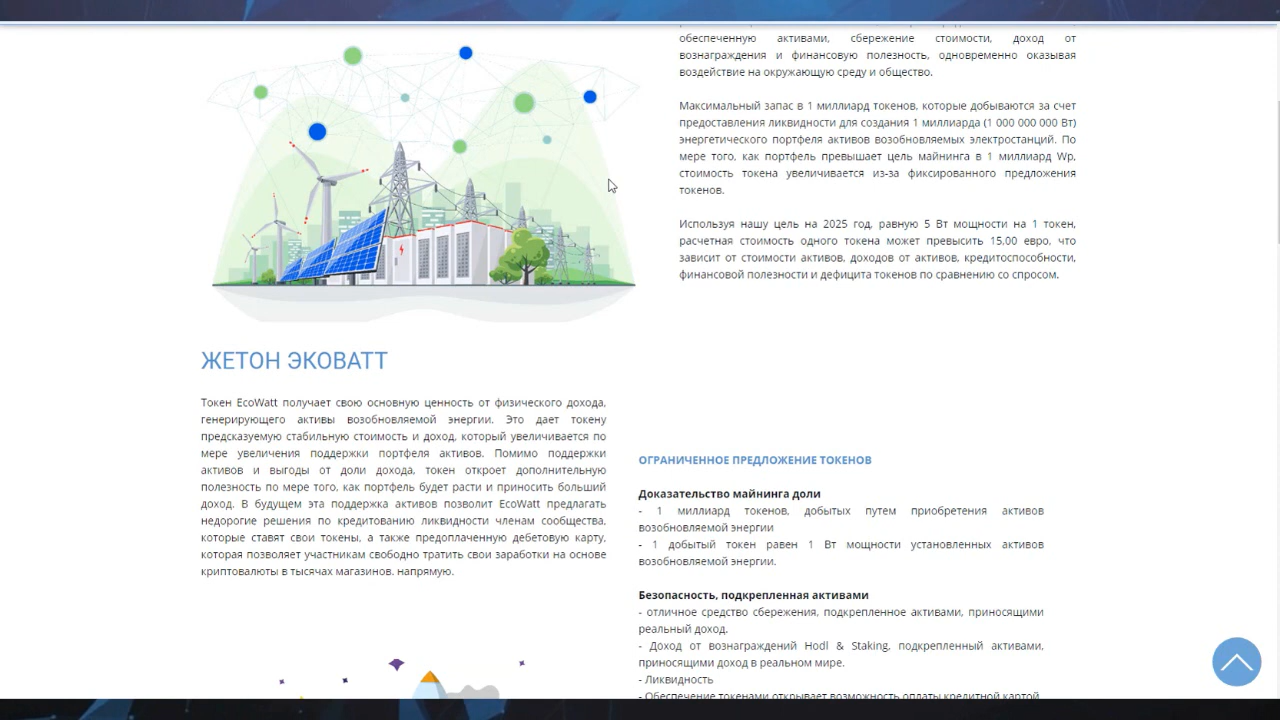 обеспеченную активами, сбережение стоимости, доход от
вознаграждения и финансовую полезность, одновременно оказывая
воздействие на окружающую среду и общество.
Максимальный запас в 1 миллиард токенов, которые добываются за счет
предоставления ликвидности для создания 1 миллиарда (1 000 000 000 Вт)
энергетического портфеля активов возобновляемых электростанций. По
мере того, как портфель превышает цель майнинга в 1 миллиард Wp,
стоимость токена увеличивается из-за фиксированного предложения
токенов.
Используя нашу цель на 2025 год, равную 5 Вт мощности на 1 токен,
расчетная стоимость одного токена может превысить 15,00 евро, что
зависит от стоимости активов, доходов от активов, кредитоспособности,
финансовой полезности и дефицита токенов по сравнению со спросом.
ЖЕТОН ЭКОВАТТ
Токен EcoWatt получает свою основную ценность от физического дохода,
генерирующего активы возобновляемой энергии. Это дает токену
предсказуемую стабильную стоимость и доход, который увеличивается по
мере увеличения поддержки портфеля активов. Помимо поддержки
активов и выгоды от доли дохода, токен откроет дополнительную
полезность по мере того, как портфель будет расти и приносить больший
доход. В будущем эта поддержка активов позволит EcoWatt предлагать
недорогие решения по кредитованию ликвидности членам сообщества,
которые ставят свои токены, а также предоплаченную дебетовую карту,
которая позволяет участникам свободно тратить свои заработки на основе
криптовалюты в тысячах магазинов. напрямую.
ОГРАНИЧЕННОЕ ПРЕДЛОЖЕНИЕ ТОКЕНОВ
Доказательство майнинга доли
- 1 миллиард токенов, добытых путем приобретения активов
возобновляемой энергии
- 1 добытый токен равен 1 Вт мощности установленных активов
возобновляемой энергии.
Безопасность, подкрепленная активами
- отличное средство сбережения, подкрепленное активами, приносящими
реальный доход.
- Доход от вознаграждений Hodl & Staking, подкрепленный активами,
приносящими доход в реальном мире.
- Ликвидность
- Обеспечение токенами открывает возможность оплаты кредитной картой